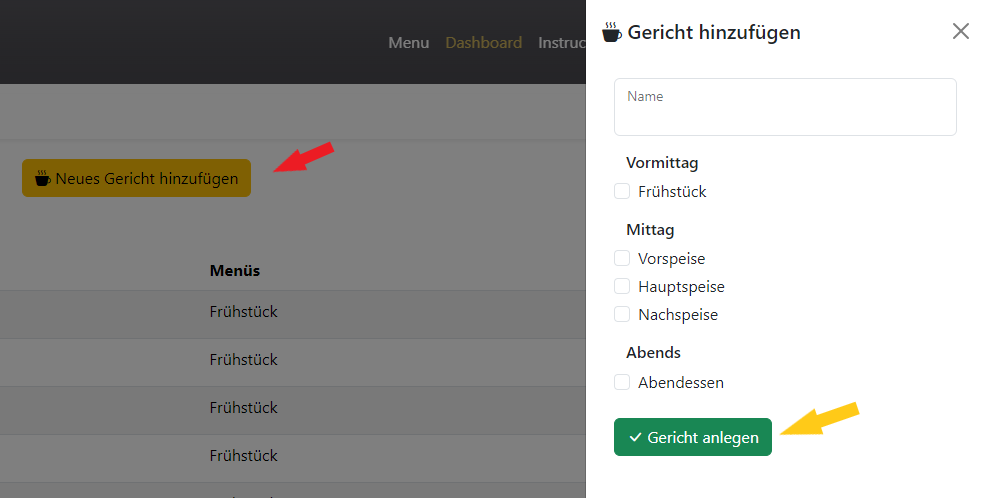 Menu Dashboard
Neues Gericht hinzufügen
Menüs
Frühstück
Frühstück
Frühstück
Frühstück
Gericht hinzufügen
Name
Vormittag
Frühstück
Mittag
Vorspeise
Hauptspeise
Nachspeise
Abends
Abendessen
Gericht anlegen